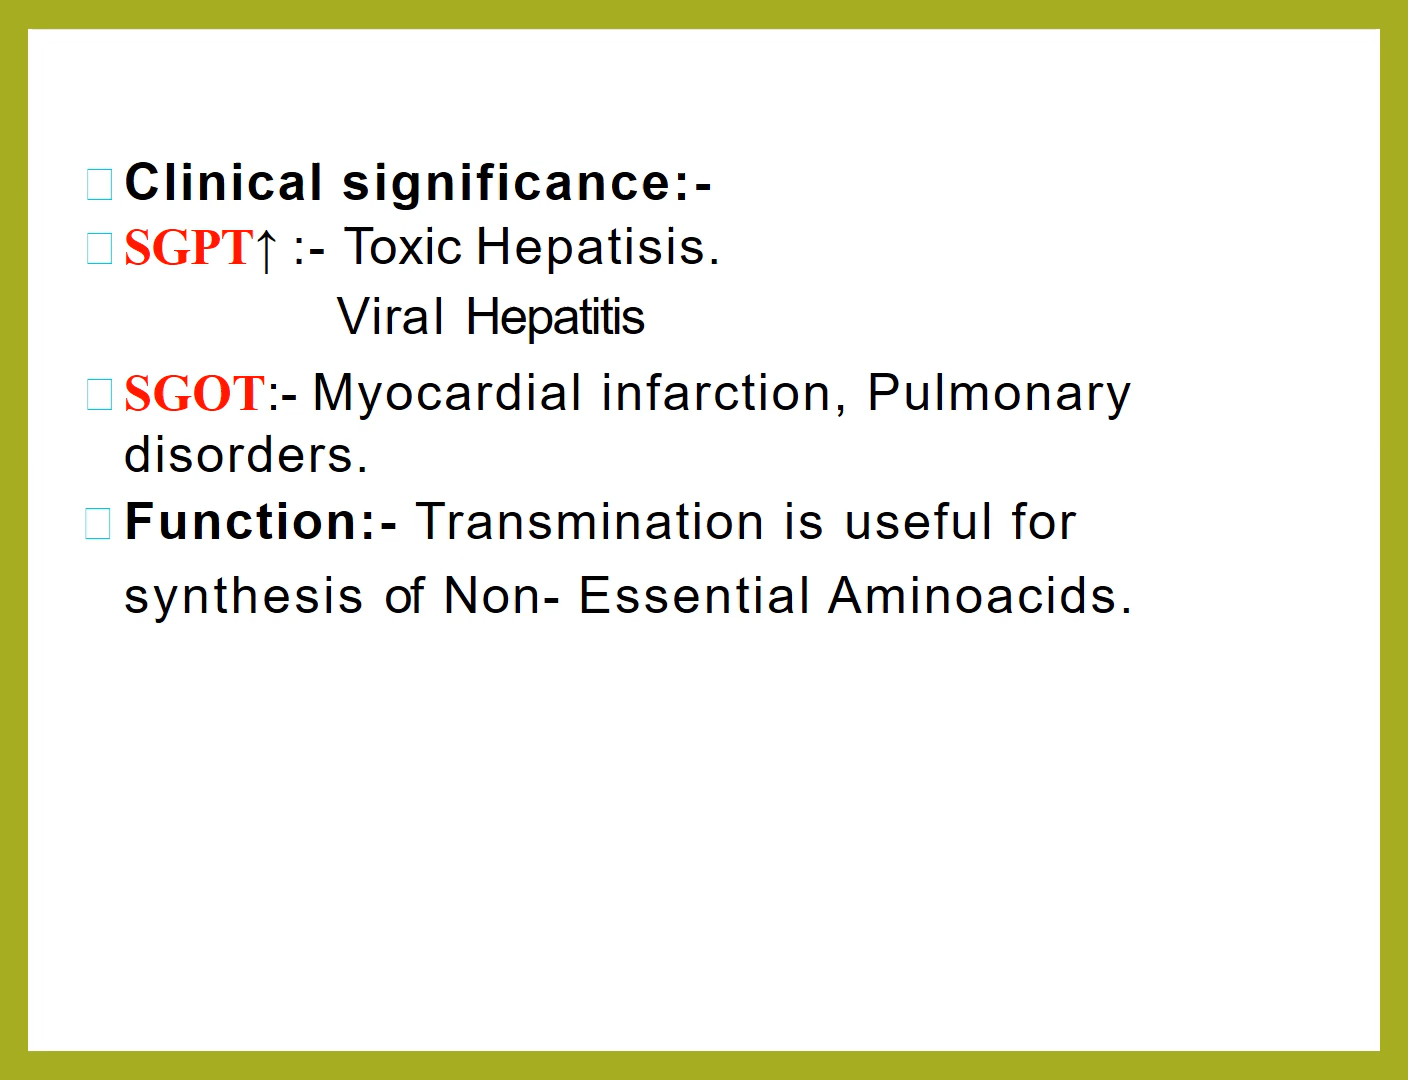 Clinical significance:-
SGPT↑ :- Toxic Hepatisis.
Viral Hepatitis
SGOT:- Myocardial infarction, Pulmonary
disorders.
Function:- Transmination is useful for
synthesis of Non- Essential Aminoacids.